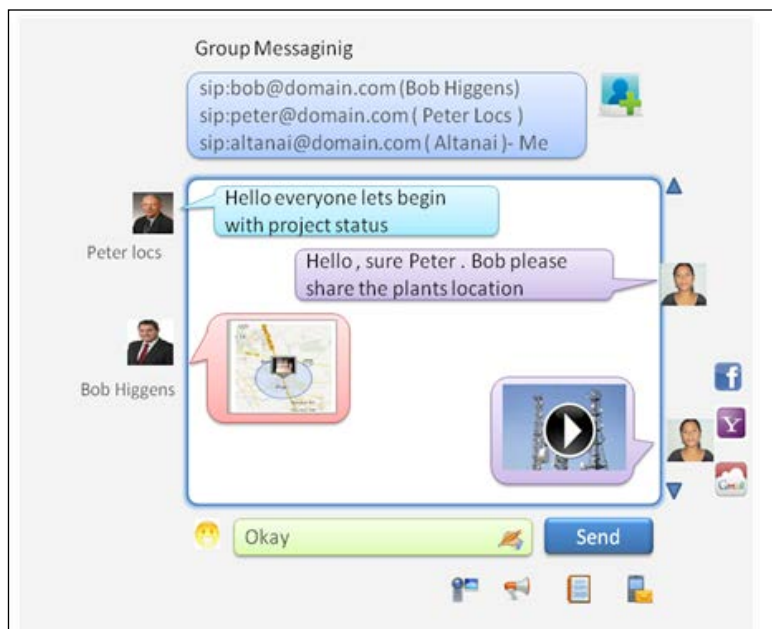 Group Messaginig
sip:bob@domain.com (Bob Higgens)
sip:peter@domain.com ( Peter Locs )
sip:altanai@domain.com ( Altanai )- Me
Hello everyone lets begin
with project status
Peter locs
Hello , sure Peter . Bob please
share the plants location
Bob Higgens
f
Y
Gmail
Okay
Send